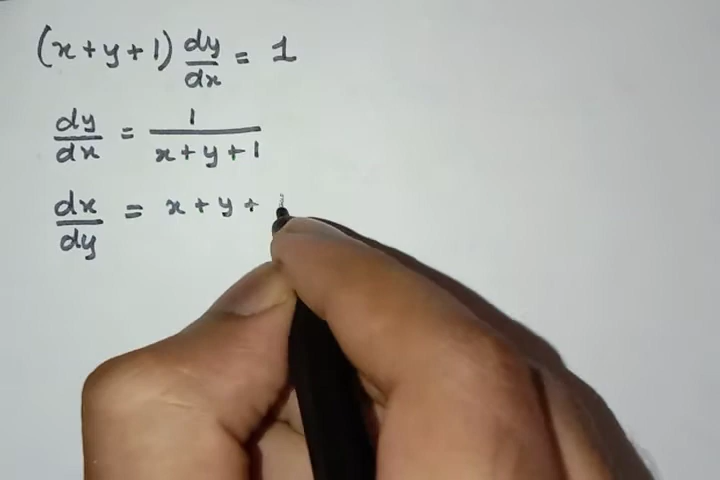 (x+y+1) dy/dx = 1
dy/dx = 1/(x+y+1)
dx/dy = x+y+